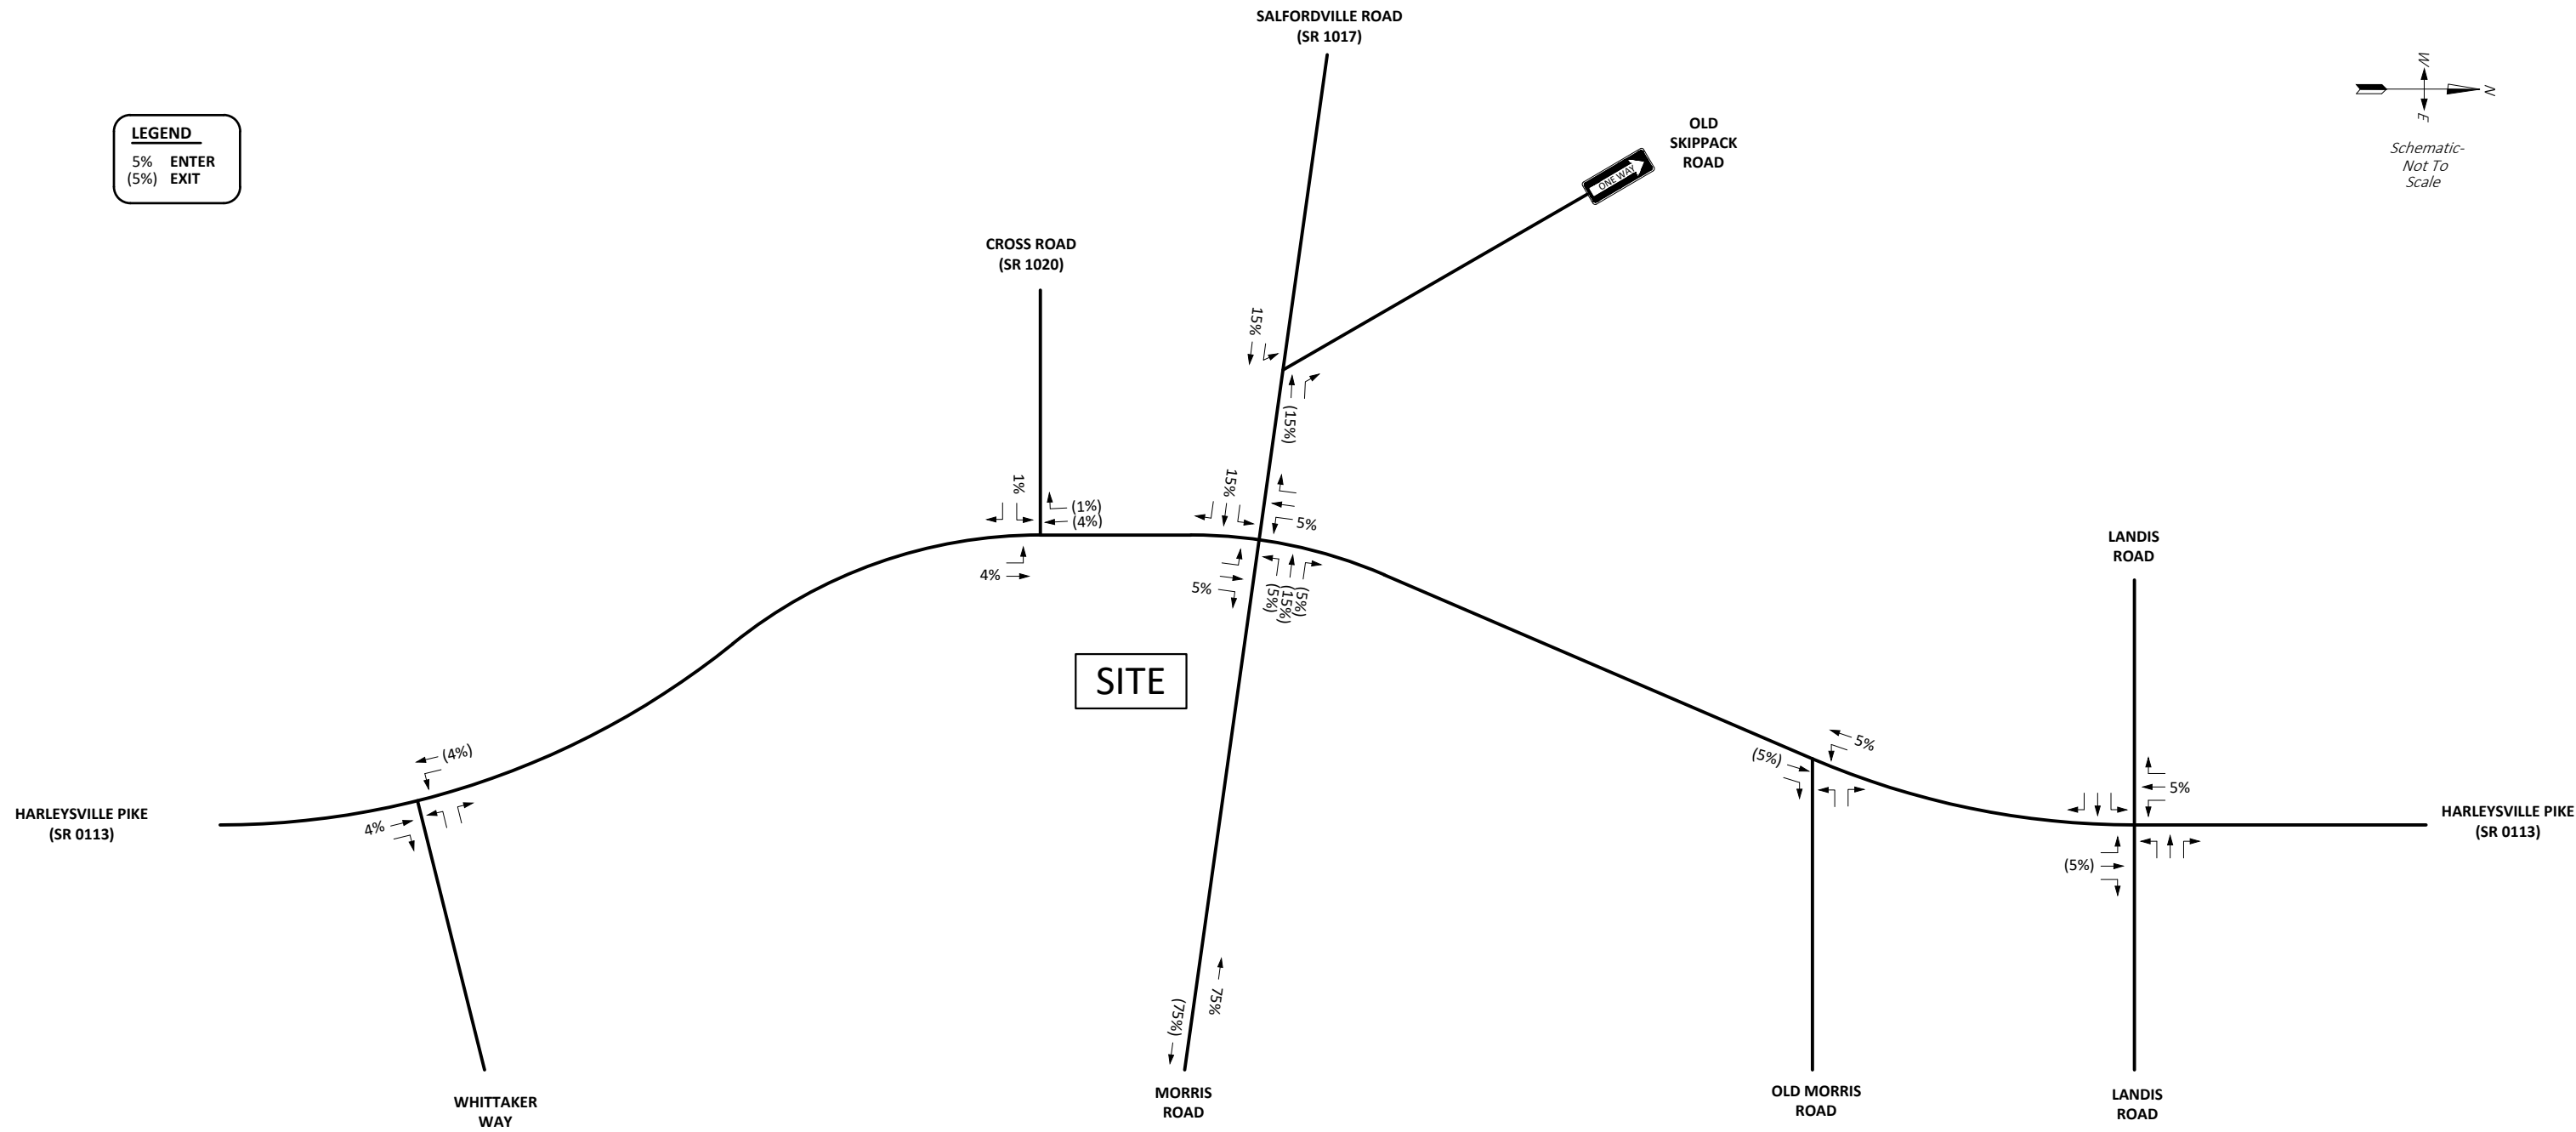 SALFORDVILLE ROAD
(SR 1017)
W
N
E
Schematic-
Not To
Scale
LEGEND
5% ENTER
(5%) EXIT
OLD
SKIPPACK
ROAD
ONE WAY
CROSS ROAD
(SR 1020)
15%
(15%)
1%
(1%)
(4%)
4%
15%
5%
5%
(5%)
(15%)
(5%)
LANDIS
ROAD
SITE
(4%)
4%
HARLEYSVILLE PIKE
(SR 0113)
5%
(5%)
5%
(5%)
HARLEYSVILLE PIKE
(SR 0113)
75%
(75%)
WHITTAKER
WAY
MORRIS
ROAD
OLD MORRIS
ROAD
LANDIS
ROAD